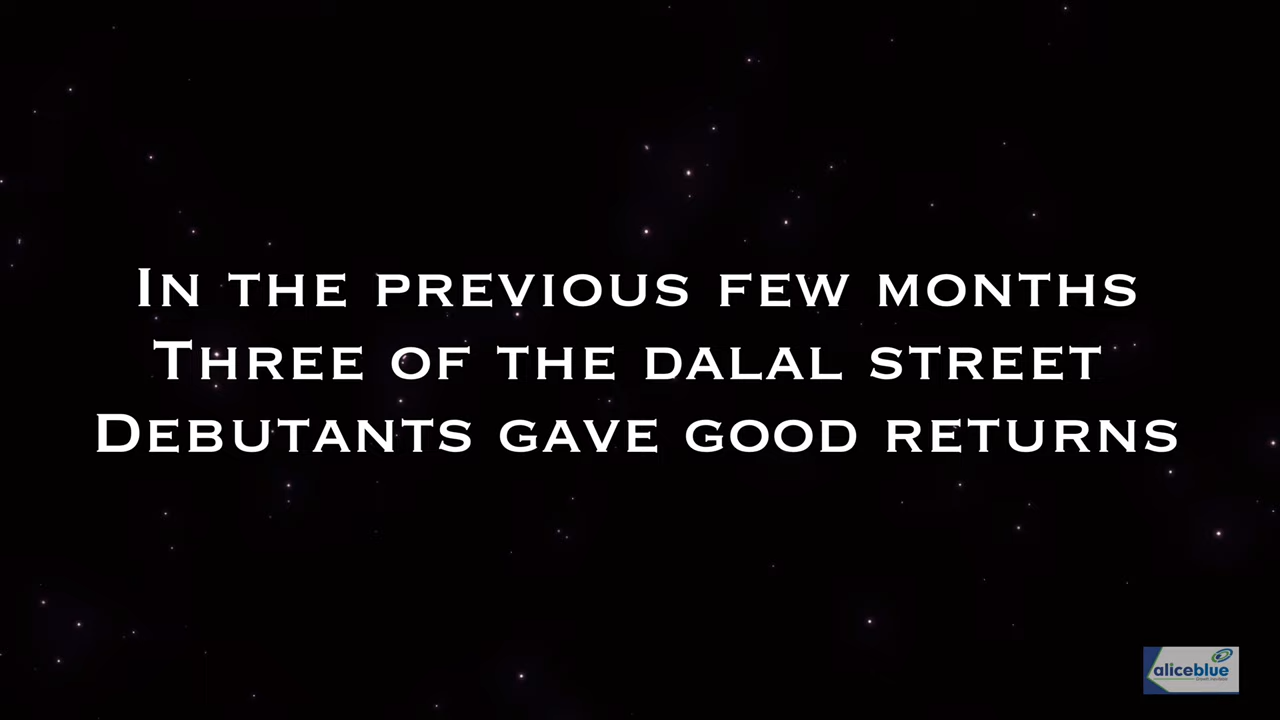 In the previous few months
Three of the dalal street
Debutants gave good returns
aliceblue